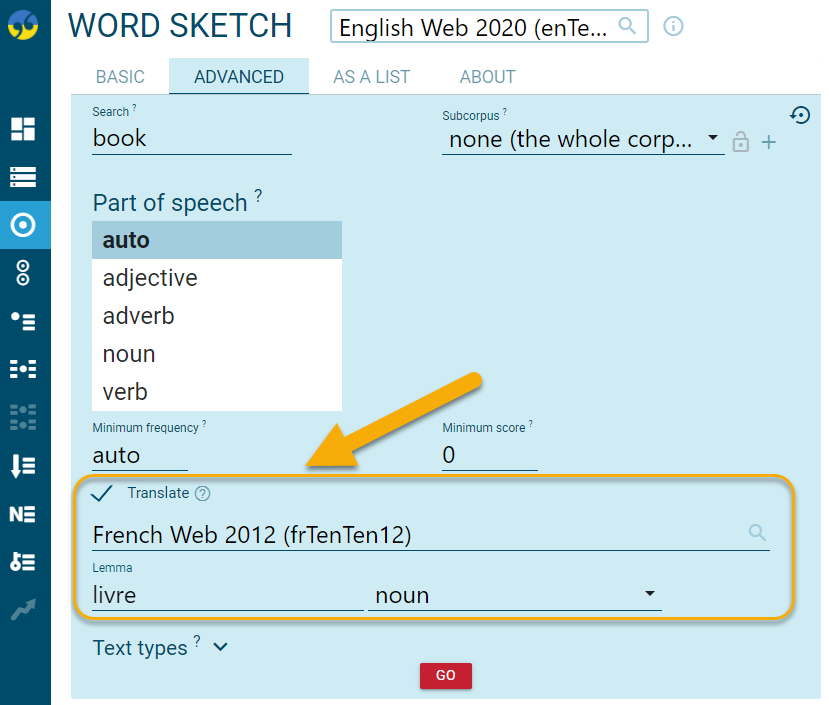 WORD SKETCH
English Web 2020 (enTe...
BASIC ADVANCED AS A LIST ABOUT
Search ?
book
Subcorpus ?
none (the whole corp...
Part of speech ?
auto
adjective
adverb
noun
verb
Minimum frequency ?
auto
Minimum score ?
0
Translate ?
French Web 2012 (frTenTen12)
Lemma
livre noun
Text types ?
GO
N